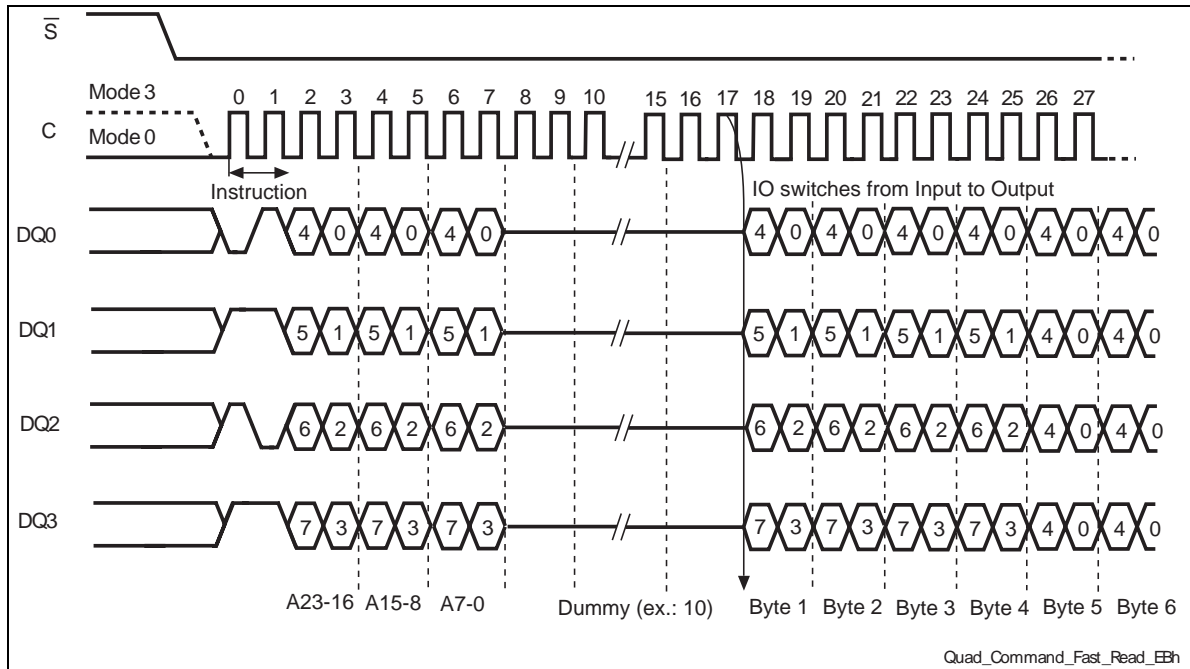 S
Mode 3
0 1 2 3 4 5 6 7 8 9 10 15 16 17 18 19 20 21 22 23 24 25 26 27
C
Mode 0
Instruction
IO switches from Input to Output
DQ0 4 0 4 0 4 0 4 0 4 0 4 0 4 0 4 0 4 0
DQ1 5 1 5 1 5 1 5 1 5 1 5 1 5 1 4 0 4 0
DQ2 6 2 6 2 6 2 6 2 6 2 6 2 6 2 4 0 4 0
DQ3 7 3 7 3 7 3 7 3 7 3 7 3 7 3 4 0 4 0
A23-16 A15-8 A7-0 Dummy (ex.: 10) Byte 1 Byte 2 Byte 3 Byte 4 Byte 5 Byte 6
Quad_Command_Fast_Read_EBh